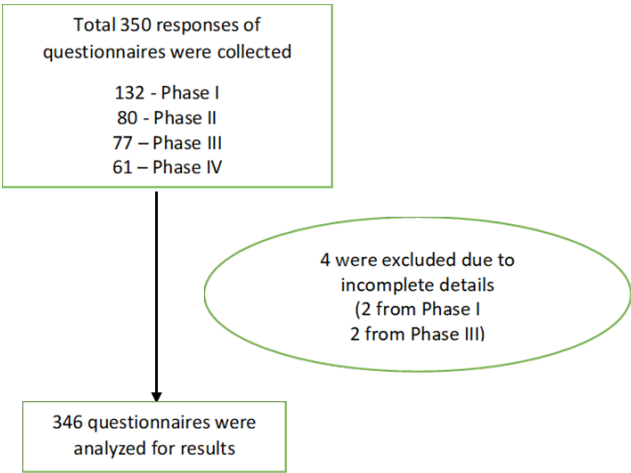 Total 350 responses of
questionnaires were collected
132 - Phase I
80 - Phase II
77 – Phase III
61 – Phase IV
4 were excluded due to
incomplete details
(2 from Phase I
2 from Phase III)
346 questionnaires were
analyzed for results